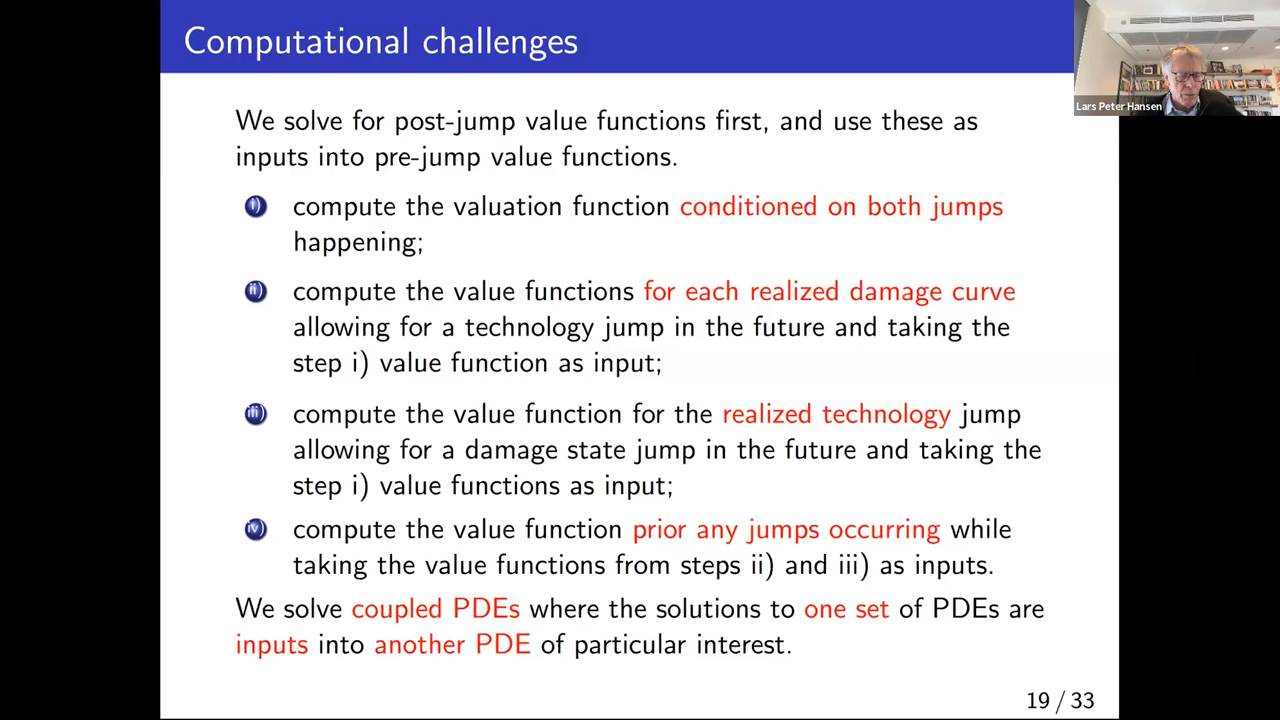 Computational challenges
Lars Peter Hansen
We solve for post-jump value functions first, and use these as
inputs into pre-jump value functions.
i) compute the valuation function conditioned on both jumps
happening;
ii) compute the value functions for each realized damage curve
allowing for a technology jump in the future and taking the
step i) value function as input;
iii) compute the value function for the realized technology jump
allowing for a damage state jump in the future and taking the
step i) value functions as input;
iv) compute the value function prior any jumps occurring while
taking the value functions from steps ii) and iii) as inputs.
We solve coupled PDEs where the solutions to one set of PDEs are
inputs into another PDE of particular interest.
19 / 33